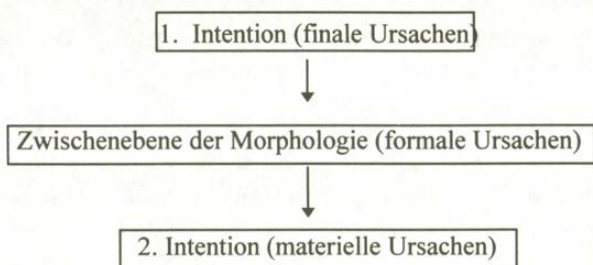 1. Intention (finale Ursachen)
Zwischenebene der Morphologie (formale Ursachen)
2. Intention (materielle Ursachen)